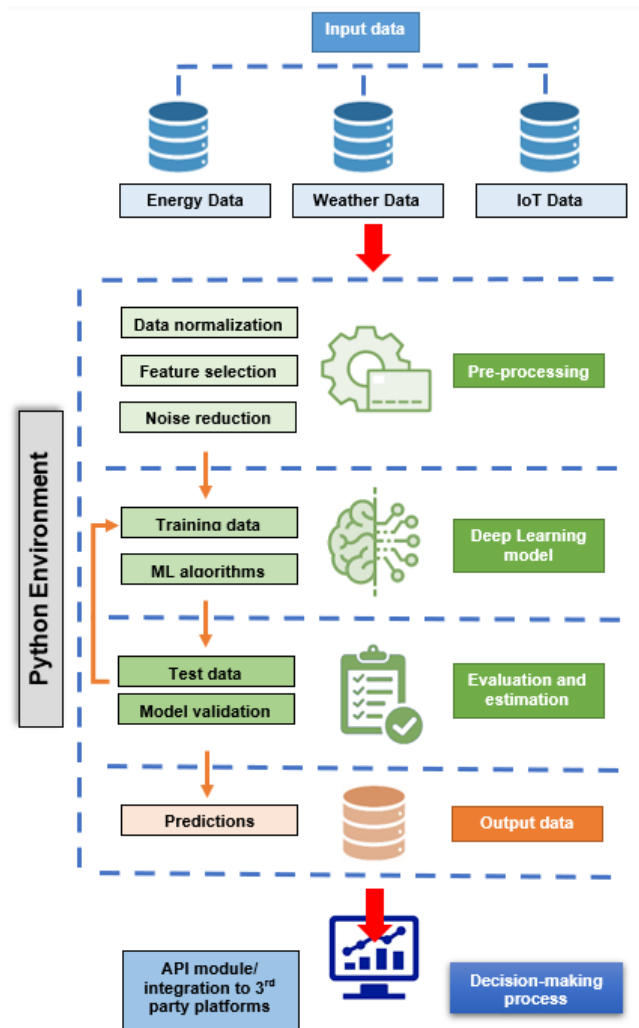 Input data
Energy Data
Weather Data
IoT Data
Python Environment
Data normalization
Feature selection
Noise reduction
Pre-processing
Training data
ML algorithms
Deep Learning
model
Test data
Model validation
Evaluation and
estimation
Predictions
Output data
API module/
integration to 3rd
party platforms
Decision-making
process